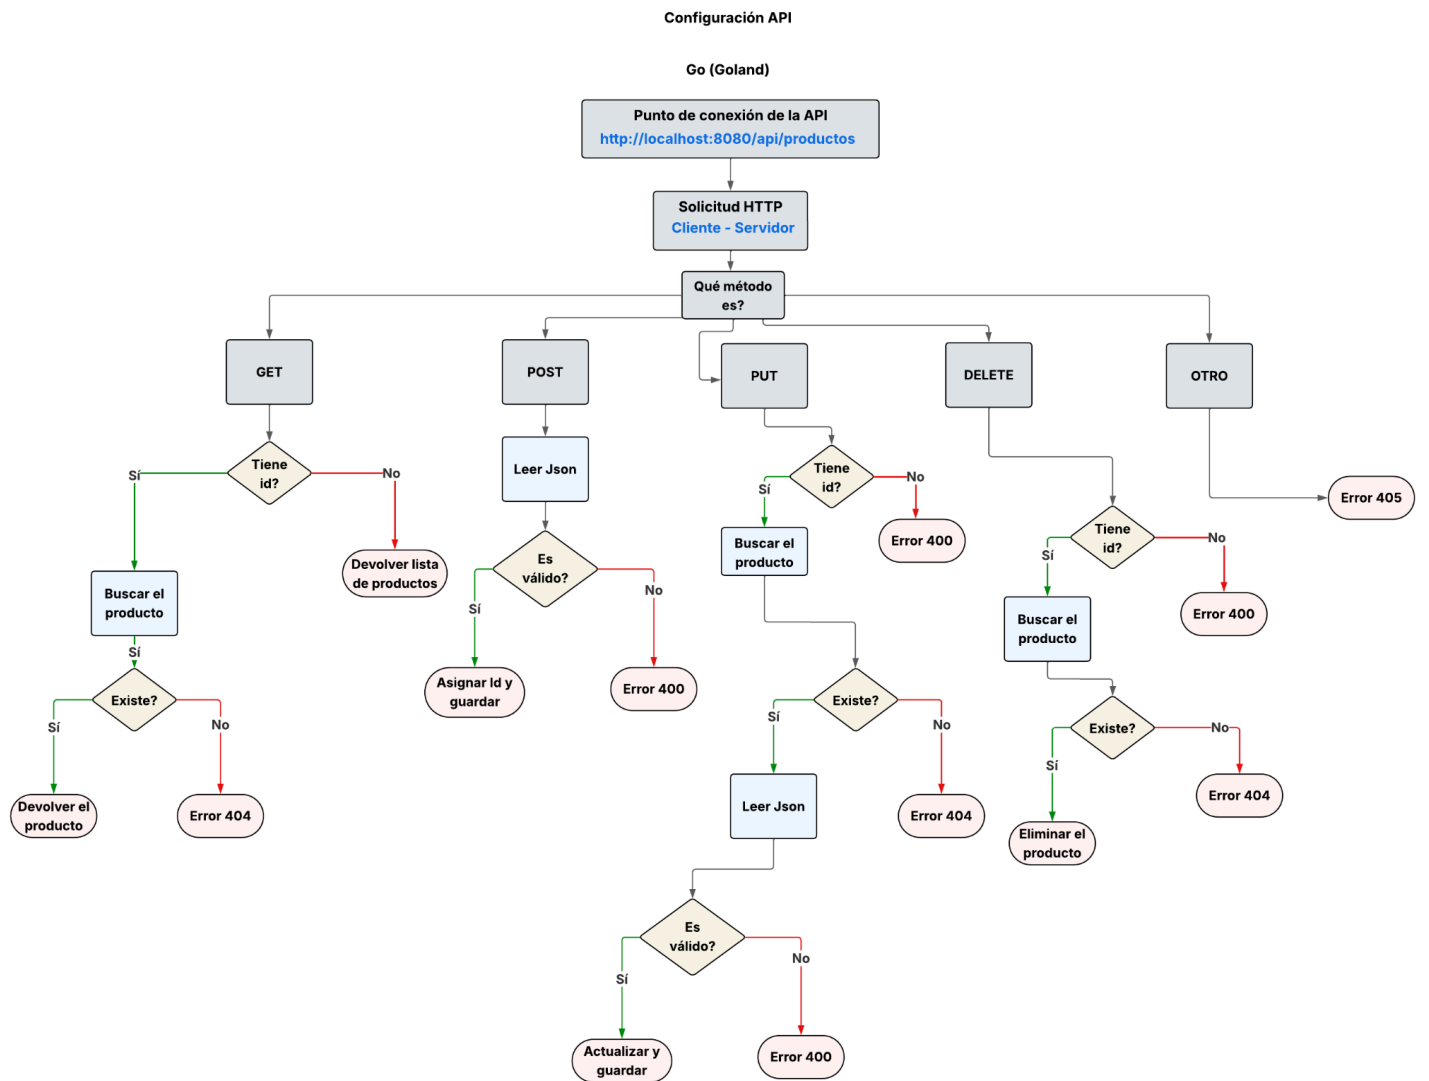 Configuración API
Go (Goland)
Punto de conexión de la API
http://localhost:8080/api/productos
Solicitud HTTP
Cliente - Servidor
Qué método
es?
GET
POST
PUT
DELETE
OTRO
Tiene
id?
Sí
No
Devolver lista
de productos
Buscar el
producto
Sí
Existe?
Sí
No
Devolver el
producto
Error 404
Leer Json
Es
válido?
Sí
No
Asignar Id y
guardar
Error 400
Tiene
id?
Sí
No
Error 400
Buscar el
producto
Existe?
Sí
No
Error 404
Leer Json
Es
válido?
Sí
No
Actualizar y
guardar
Error 400
Tiene
id?
Sí
No
Error 400
Buscar el
producto
Existe?
Sí
No
Error 404
Eliminar el
producto
Error 405